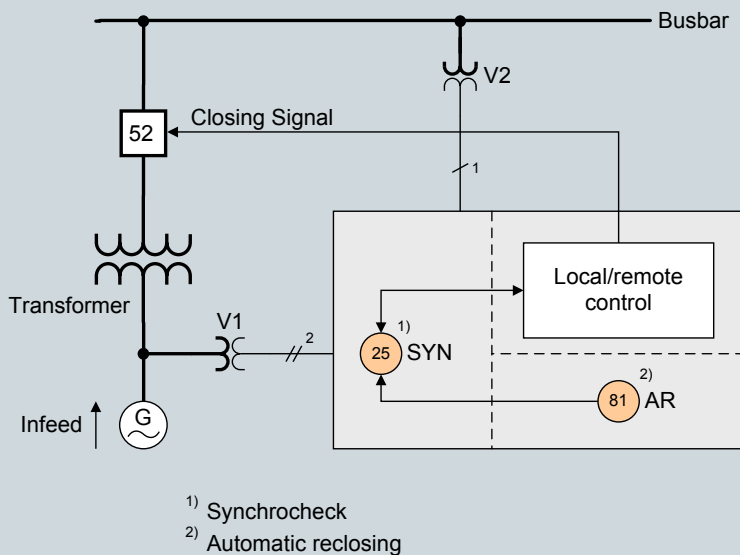 Busbar
V2
52
Closing Signal
1
Transformer
Local/remote
control
V1
2
1)
25 SYN
2)
81 AR
Infeed
G
1) Synchrocheck
2) Automatic reclosing